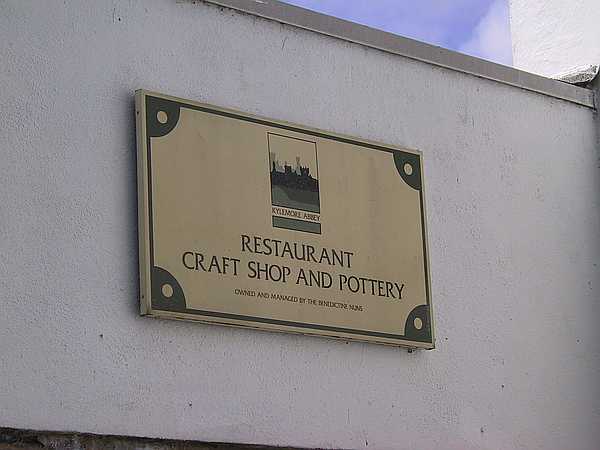 KYLEMORE ABBEY
RESTAURANT
CRAFT SHOP AND POTTERY
OWNED AND MANAGED BY THE BENEDICTINE NUNS